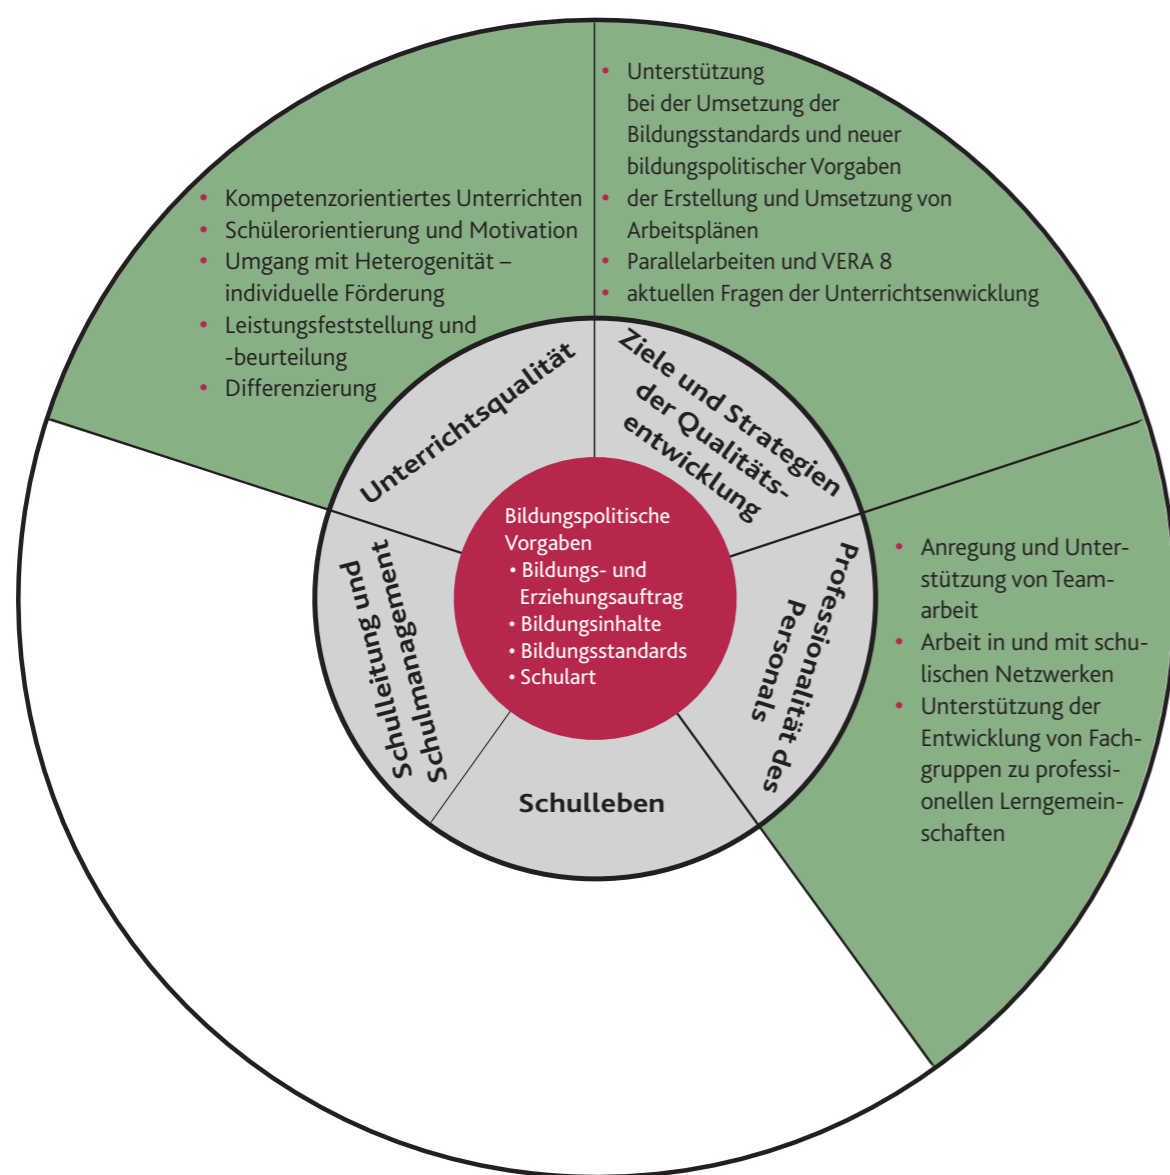 • Unterstützung
bei der Umsetzung der
Bildungsstandards und neuer
bildungspolitischer Vorgaben
• der Erstellung und Umsetzung von
Arbeitsplänen
• Parallelarbeiten und VERA 8
• aktuellen Fragen der Unterrichtsenwicklung
• Kompetenzorientiertes Unterrichten
• Schülerorientierung und Motivation
• Umgang mit Heterogenität –
individuelle Förderung
• Leistungsfeststellung und
-beurteilung
• Differenzierung
Unterrichtsqualität
Ziele und Strategien
der Qualitäts-
entwicklung
Bildungspolitische
Vorgaben
• Bildungs- und
Erziehungsauftrag
• Bildungsinhalte
• Bildungsstandards
• Schulart
Schulleitung und
Schulmanagement
Professionalität des
Personals
Schulleben
• Anregung und Unter-
stützung von Team-
arbeit
• Arbeit in und mit schu-
lischen Netzwerken
• Unterstützung der
Entwicklung von Fach-
gruppen zu professi-
onellen Lerngemein-
schaften